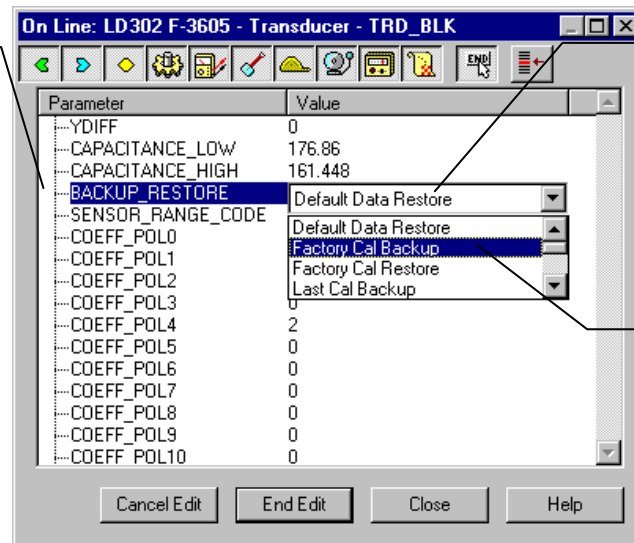 On Line: LD302 F-3605 - Transducer - TRD_BLK
END
Parameter Value
YDIFF 0
CAPACITANCE_LOW 176.86
CAPACITANCE_HIGH 161.448
BACKUP_RESTORE Default Data Restore
SENSOR_RANGE_CODE
Default Data Restore
COEFF_POL0
Factory Cal Backup
COEFF_POL1
Factory Cal Restore
COEFF_POL2
Last Cal Backup
COEFF_POL3 0
COEFF_POL4 2
COEFF_POL5 0
COEFF_POL6 0
COEFF_POL7 0
COEFF_POL8 0
COEFF_POL9 0
COEFF_POL10 0
Cancel Edit End Edit Close Help